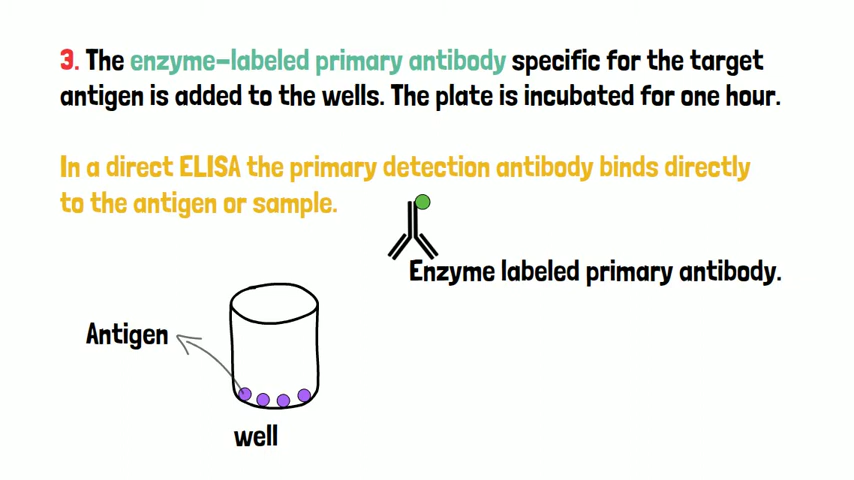 3. The enzyme-labeled primary antibody specific for the target
antigen is added to the wells. The plate is incubated for one hour.
In a direct ELISA the primary detection antibody binds directly
to the antigen or sample.
Enzyme labeled primary antibody.
Antigen
well